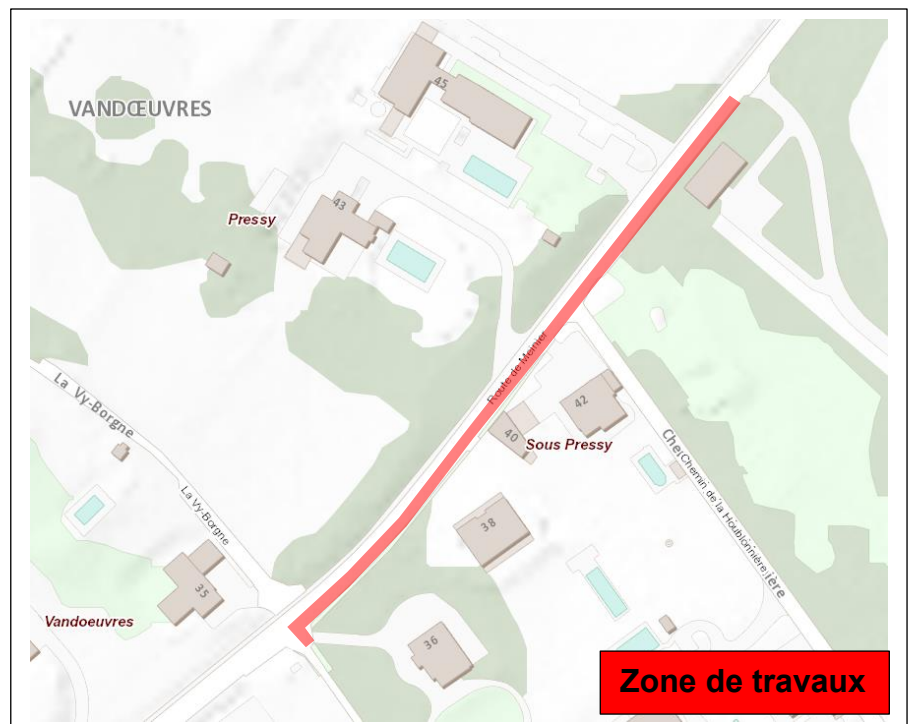 VANDŒUVRES
45
43
Pressy
Route de Meinier
La Vy-Borgne
42
40
Sous Pressy
Chemin de la Houblonnière
38
La Vy-Borgne
35
Vandoeuvres
36
Zone de travaux